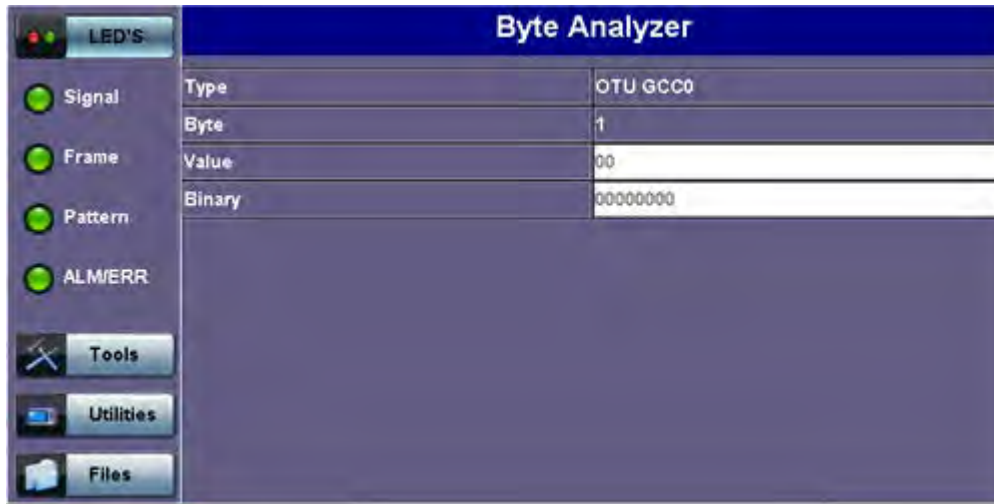 LED'S
Byte Analyzer
Signal
Frame
Pattern
ALM/ERR
Tools
Utilities
Files
Type OTU GCC0
Byte 1
Value 00
Binary 00000000